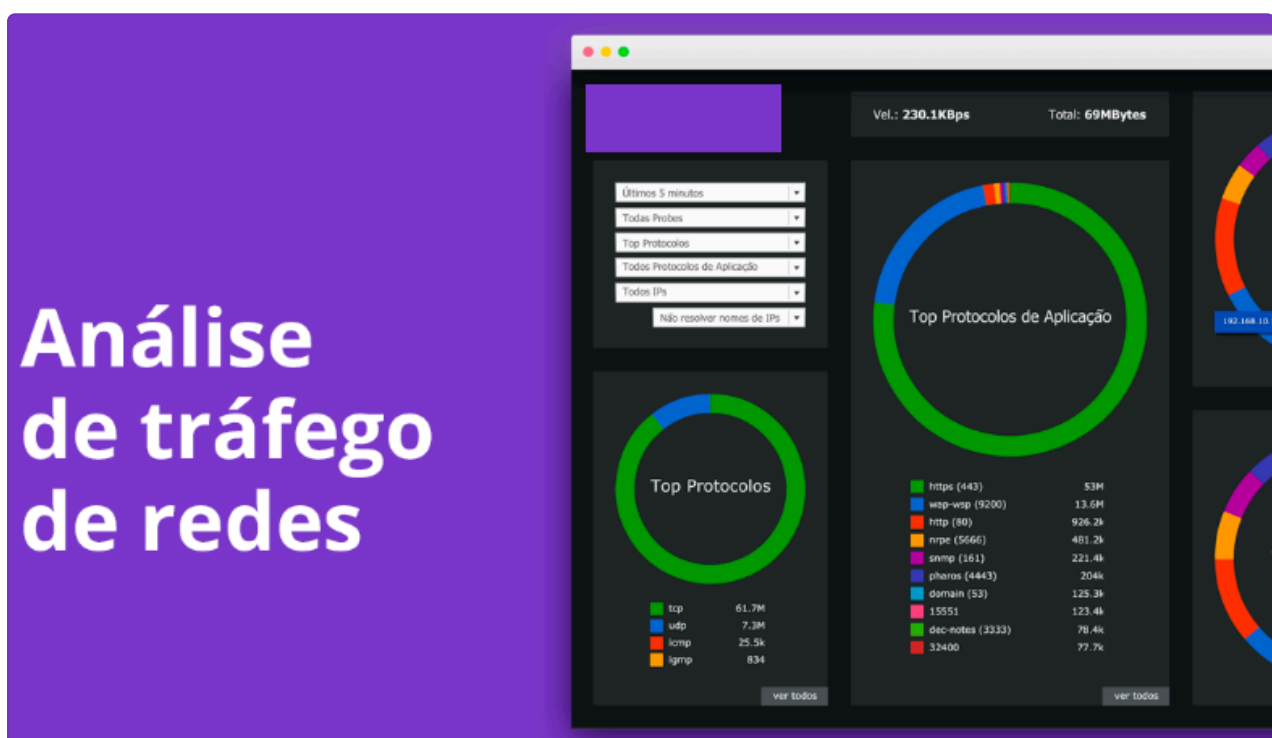 Análise
de tráfego
de redes
Vel.: 230.1KBps Total: 69MBytes
Últimos 5 minutos
Todas Probes
Top Protocolos
Todos Protocolos de Aplicação
Todos IPs
Não resolver nomes de IPs
Top Protocolos
tcp 61.7M
udp 7.3M
icmp 25.5k
igmp 834
ver todos
Top Protocolos de Aplicação
https (443) 53M
wap-wsp (9200) 13.6M
http (80) 926.2k
nrpe (5666) 481.2k
snmp (161) 221.4k
pharos (4443) 204k
domain (53) 125.3k
15551 123.4k
dec-notes (3333) 78.4k
32400 77.7k
ver todos
192.168.10.